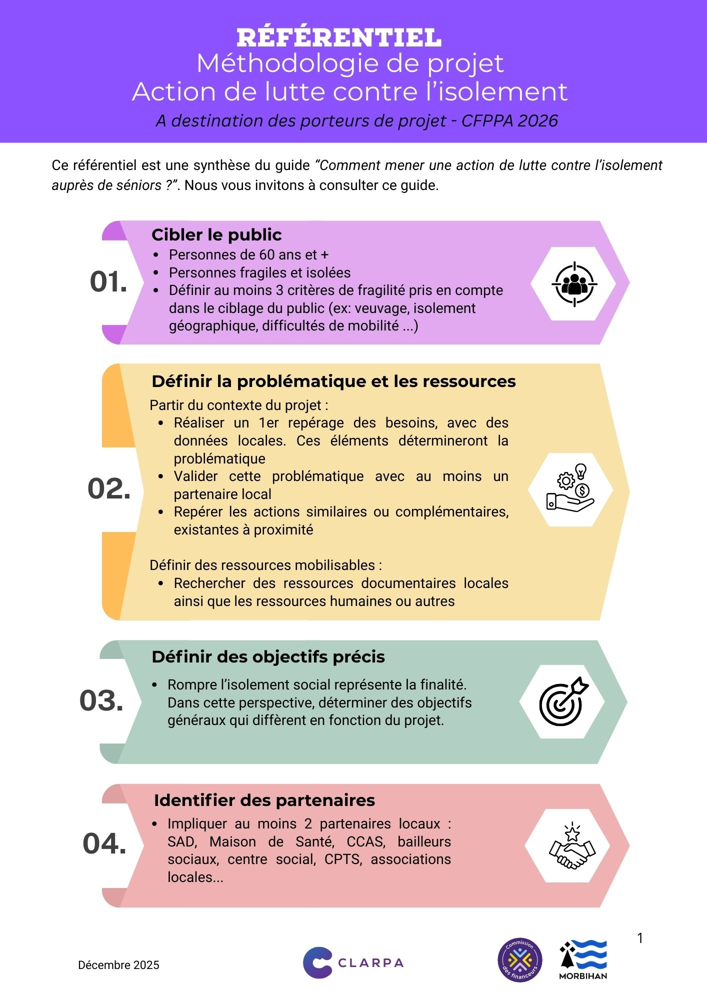 RÉFÉRENTIEL
Méthodologie de projet
Action de lutte contre l’isolement
A destination des porteurs de projet - CFPPA 2026
Ce référentiel est une synthèse du guide “Comment mener une action de lutte contre l’isolement
auprès de séniors ?”. Nous vous invitons à consulter ce guide.
01.
Cibler le public
• Personnes de 60 ans et +
• Personnes fragiles et isolées
• Définir au moins 3 critères de fragilité pris en compte
dans le ciblage du public (ex: veuvage, isolement
géographique, difficultés de mobilité ...)
02.
Définir la problématique et les ressources
Partir du contexte du projet :
• Réaliser un 1er repérage des besoins, avec des
données locales. Ces éléments détermineront la
problématique
• Valider cette problématique avec au moins un
partenaire local
• Repérer les actions similaires ou complémentaires,
existantes à proximité
Définir des ressources mobilisables :
• Rechercher des ressources documentaires locales
ainsi que les ressources humaines ou autres
03.
Définir des objectifs précis
• Rompre l’isolement social représente la finalité.
Dans cette perspective, déterminer des objectifs
généraux qui diffèrent en fonction du projet.
04.
Identifier des partenaires
• Impliquer au moins 2 partenaires locaux :
SAD, Maison de Santé, CCAS, bailleurs
sociaux, centre social, CPTS, associations
locales...
1
Décembre 2025
CLARPA
Commission
des financeurs
MORBIHAN